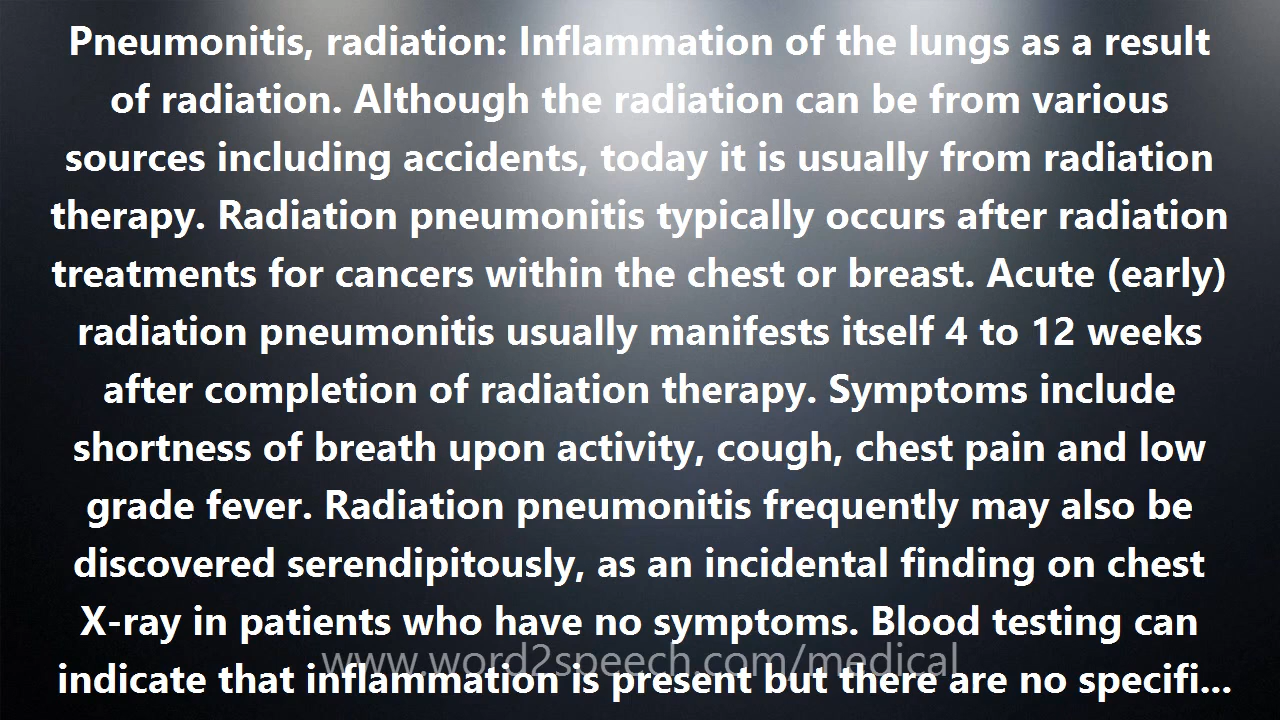 Pneumonitis, radiation: Inflammation of the lungs as a result
of radiation. Although the radiation can be from various
sources including accidents, today it is usually from radiation
therapy. Radiation pneumonitis typically occurs after radiation
treatments for cancers within the chest or breast. Acute (early)
radiation pneumonitis usually manifests itself 4 to 12 weeks
after completion of radiation therapy. Symptoms include
shortness of breath upon activity, cough, chest pain and low
grade fever. Radiation pneumonitis frequently may also be
discovered serendipitously, as an incidental finding on chest
X-ray in patients who have no symptoms. Blood testing can
www.word2speech.com/medical
indicate that inflammation is present but there are no specifi...